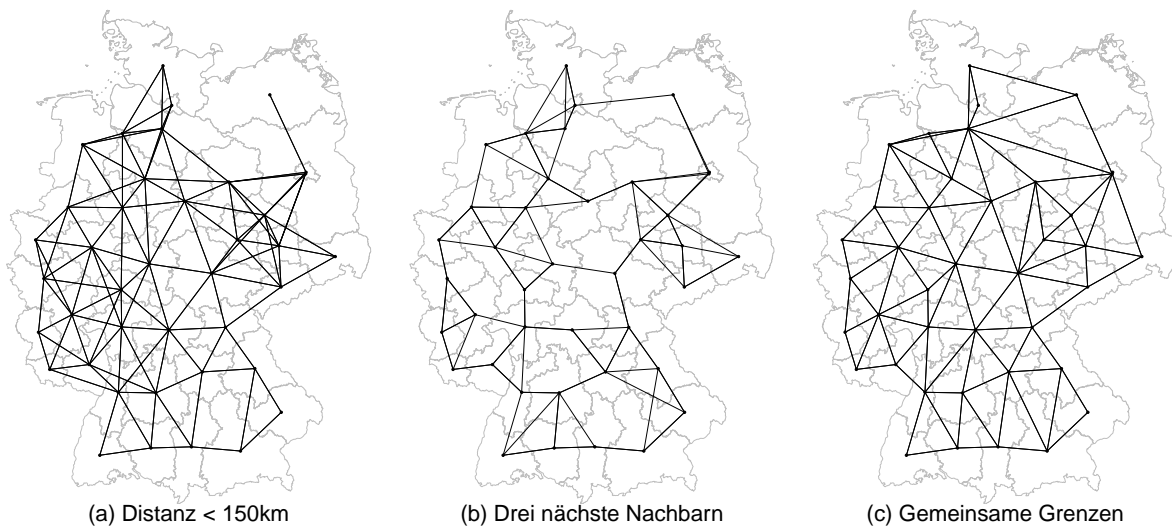 (a) Distanz < 150km
(b) Drei nächste Nachbarn
(c) Gemeinsame Grenzen